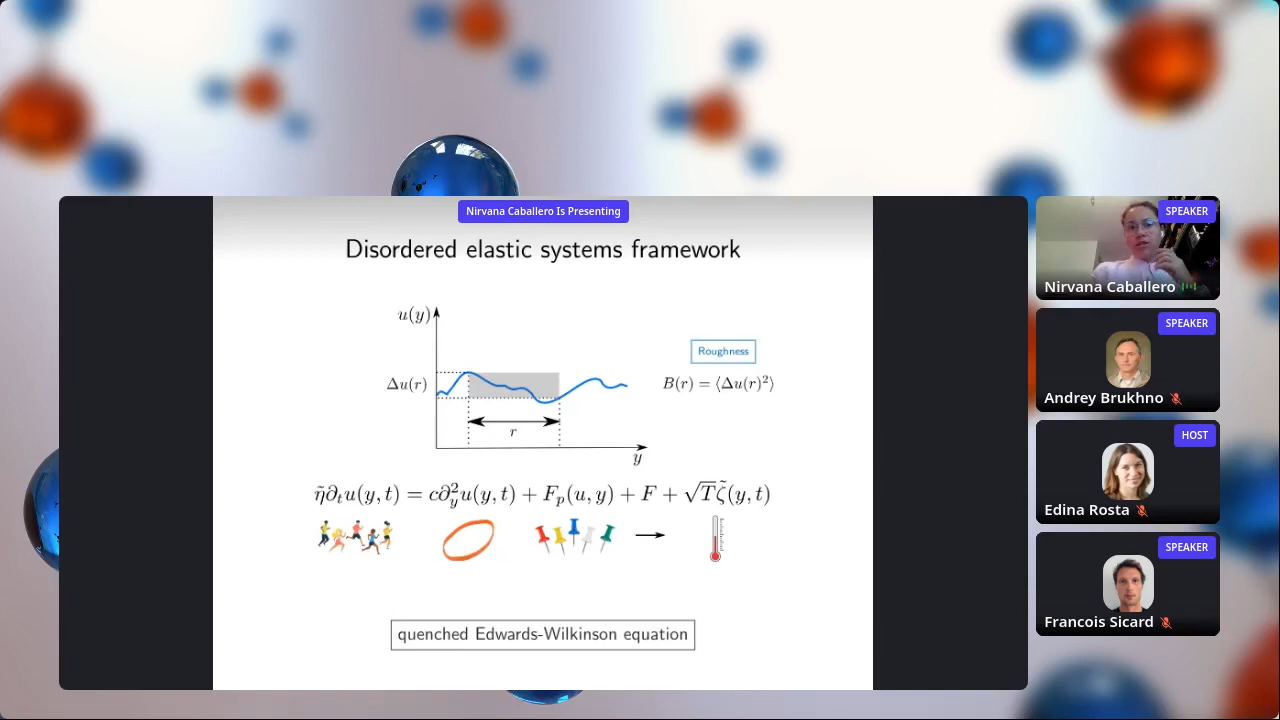 Nirvana Caballero Is Presenting
Disordered elastic systems framework
u(y)
Δu(r)
r
y
Roughness
B(r) = ⟨Δu(r)²⟩
η̃∂ₜu(y, t) = c∂²ᵧu(y, t) + Fₚ(u, y) + F + √T ζ̃(y, t)
quenched Edwards-Wilkinson equation
SPEAKER
Nirvana Caballero
SPEAKER
Andrey Brukhno
HOST
Edina Rosta
SPEAKER
Francois Sicard